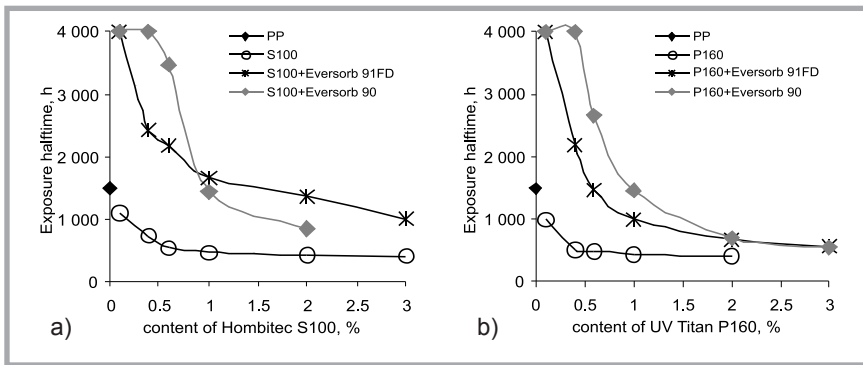 4 000
3 000
2 000
1 000
0
Exposure halftime, h
PP
S100
S100+Eversorb 91FD
S100+Eversorb 90
0 0.5 1 1.5 2 2.5 3
content of Hombitec S100, %
a)
4 000
3 000
2 000
1 000
0
Exposure halftime, h
PP
P160
P160+Eversorb 91FD
P160+Eversorb 90
0 0.5 1 1.5 2 2.5 3
content of UV Titan P160, %
b)